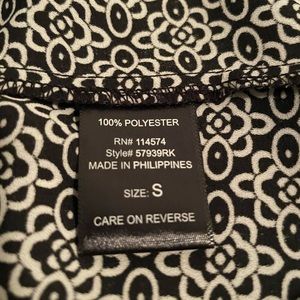 100% POLYESTER
RN# 114574
Style# 57939RK
MADE IN PHILIPPINES
SIZE: S
CARE ON REVERSE